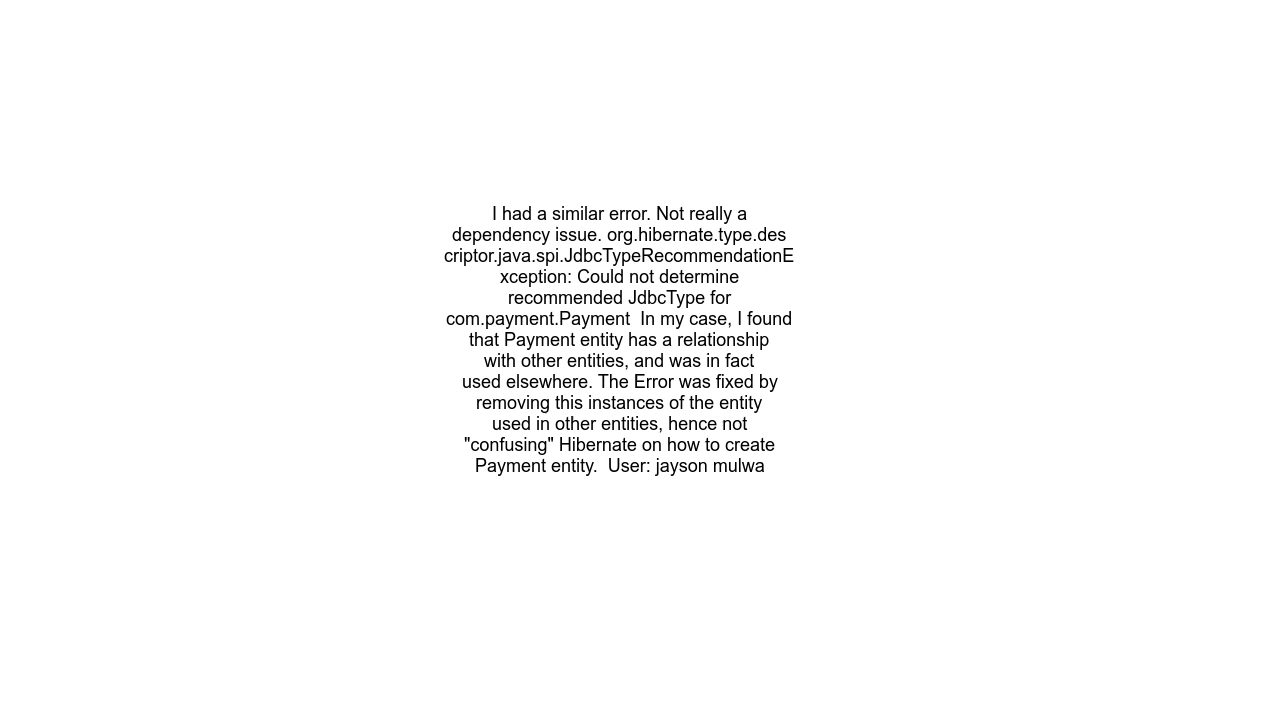 I had a similar error. Not really a
dependency issue. org.hibernate.type.des
criptor.java.spi.JdbcTypeRecommendationE
xception: Could not determine
recommended JdbcType for
com.payment.Payment  In my case, I found
that Payment entity has a relationship
with other entities, and was in fact
used elsewhere. The Error was fixed by
removing this instances of the entity
used in other entities, hence not
"confusing" Hibernate on how to create
Payment entity.  User: jayson mulwa